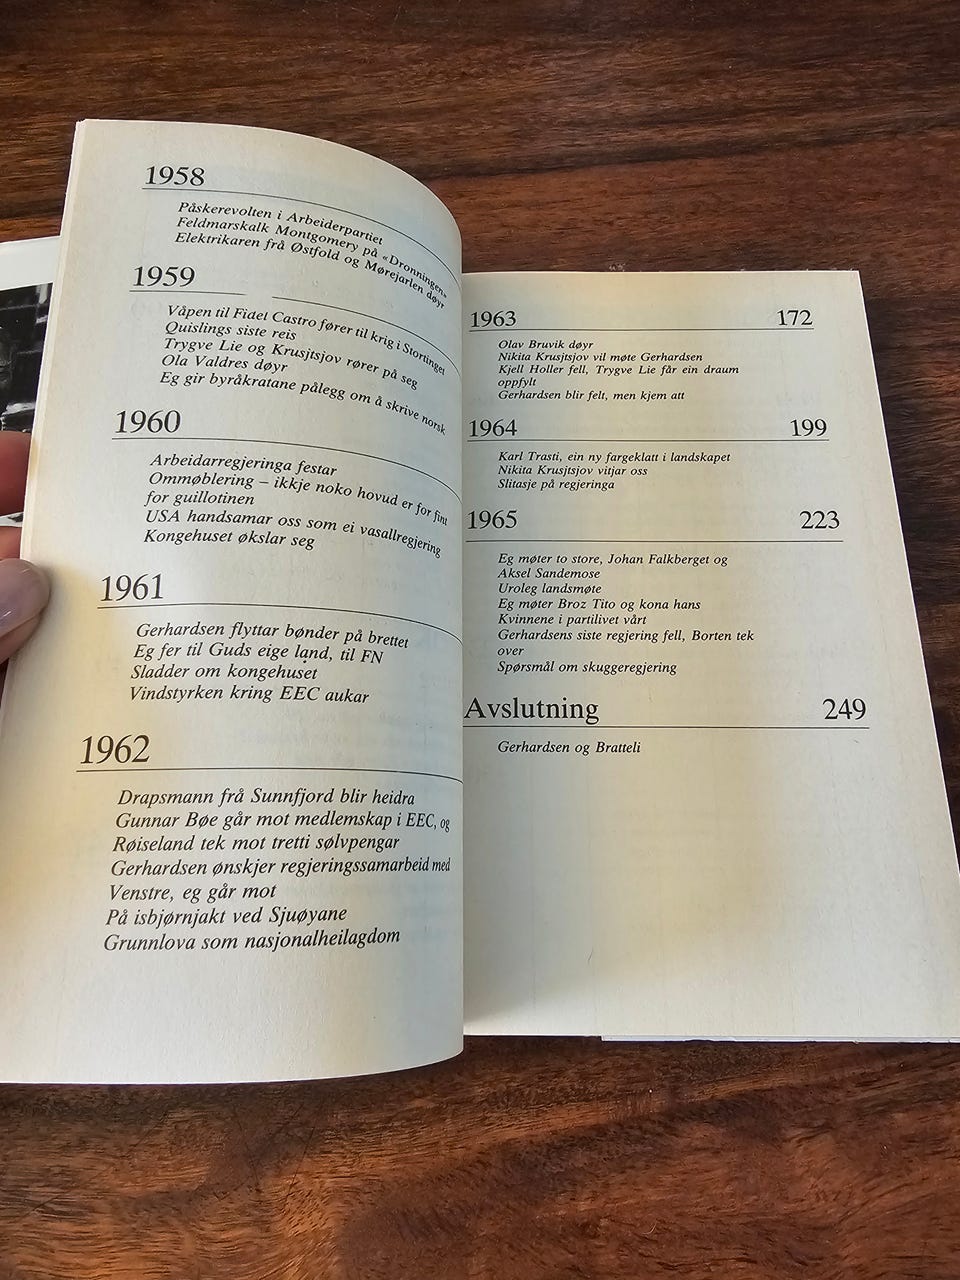 1958
Påskerevolten i Arbeiderpartiet
Feldmarskalk Montgomery på «Dronningen»
Elektrikaren frå Østfold og Mørejarlen døyr
1959
Våpen til Fidel Castro fører til krig i Stortinget
Quislings siste reis
Trygve Lie og Krusjtsjov rører på seg
Ola Valdres døyr
Eg gir byråkratane pålegg om å skrive norsk
1960
Arbeidarregjeringa festar
Ommøblering – ikkje noko hovud er for fint
for guillotinen
USA handsamar oss som ei vasallregjering
Kongehuset økslar seg
1961
Gerhardsen flyttar bønder på brettet
Eg fer til Guds eige land, til FN
Sladder om kongehuset
Vindstyrken kring EEC aukar
1962
Drapsmann frå Sunnfjord blir heidra
Gunnar Bøe går mot medlemskap i EEC, og
Røiseland tek mot tretti sølvpengar
Gerhardsen ønskjer regjeringssamarbeid med
Venstre, eg går mot
På isbjørnjakt ved Sjuøyane
Grunnlova som nasjonalheilagdom
1963 172
Olav Bruvik døyr
Nikita Krusjtsjov vil møte Gerhardsen
Kjell Holler fell, Trygve Lie får ein draum
oppfylt
Gerhardsen blir felt, men kjem att
1964 199
Karl Trasti, ein ny fargeklatt i landskapet
Nikita Krusjtsjov vitjar oss
Slitasje på regjeringa
1965 223
Eg møter to store, Johan Falkberget og
Aksel Sandemose
Uroleg landsmøte
Eg møter Broz Tito og kona hans
Kvinnene i partilivet vårt
Gerhardsens siste regjering fell, Borten tek
over
Spørsmål om skuggeregjering
Avslutning 249
Gerhardsen og Bratteli